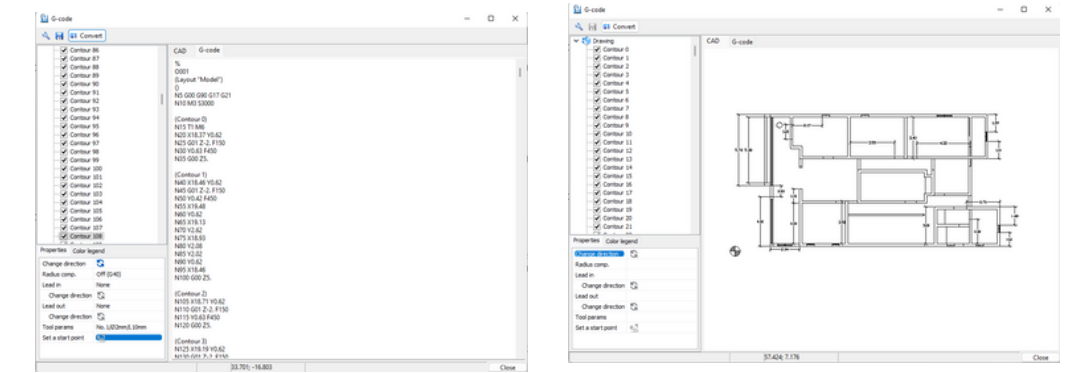 G-code
Convert
Contour 86
Contour 87
Contour 88
Contour 89
Contour 90
Contour 91
Contour 92
Contour 93
Contour 94
Contour 95
Contour 96
Contour 97
Contour 98
Contour 99
Contour 100
Contour 101
Contour 102
Contour 103
Contour 104
Contour 105
Contour 106
Contour 107
Contour 108
Properties Color legend
Change direction
Radius comp. Off (G40)
Lead in None
Change direction
Lead out None
Change direction
Tool params No. 1/Ø2mm/L10mm
Set a start point
CAD G-code
%
O001
(Layout "Model")
()
N5 G00 G90 G17 G21
N10 M3 S3000
(Contour 0)
N15 T1 M6
N20 X18.37 Y0.62
N25 G01 Z-2. F150
N30 Y0.63 F450
N35 G00 Z5.
(Contour 1)
N40 X18.46 Y0.62
N45 G01 Z-2. F150
N50 Y0.42 F450
N55 X19.48
N60 Y0.62
N65 X19.13
N70 Y2.62
N75 X18.93
N80 Y2.08
N85 Y2.02
N90 Y0.62
N95 X18.46
N100 G00 Z5.
(Contour 2)
N105 X18.71 Y0.62
N110 G01 Z-2. F150
N115 Y0.63 F450
N120 G00 Z5.
(Contour 3)
N125 X19.19 Y0.62
N130 G01 Z-2. F150
33.701; -16.803
Close
G-code
Convert
Drawing
Contour 0
Contour 1
Contour 2
Contour 3
Contour 4
Contour 5
Contour 6
Contour 7
Contour 8
Contour 9
Contour 10
Contour 11
Contour 12
Contour 13
Contour 14
Contour 15
Contour 16
Contour 17
Contour 18
Contour 19
Contour 20
Contour 21
Properties Color legend
Change direction
Radius comp.
Lead in
Change direction
Lead out
Change direction
Tool params
Set a start point
CAD G-code
57.424; 7.176
Close